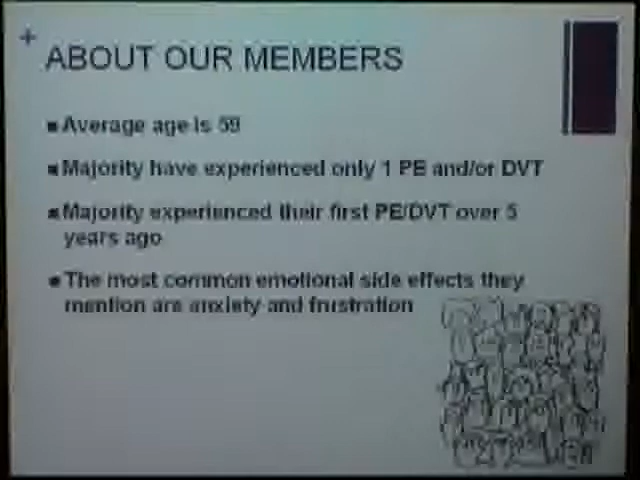 +
ABOUT OUR MEMBERS
▪ Average age is 59
▪ Majority have experienced only 1 PE and/or DVT
▪ Majority experienced their first PE/DVT over 5
years ago
▪ The most common emotional side effects they
mention are anxiety and frustration